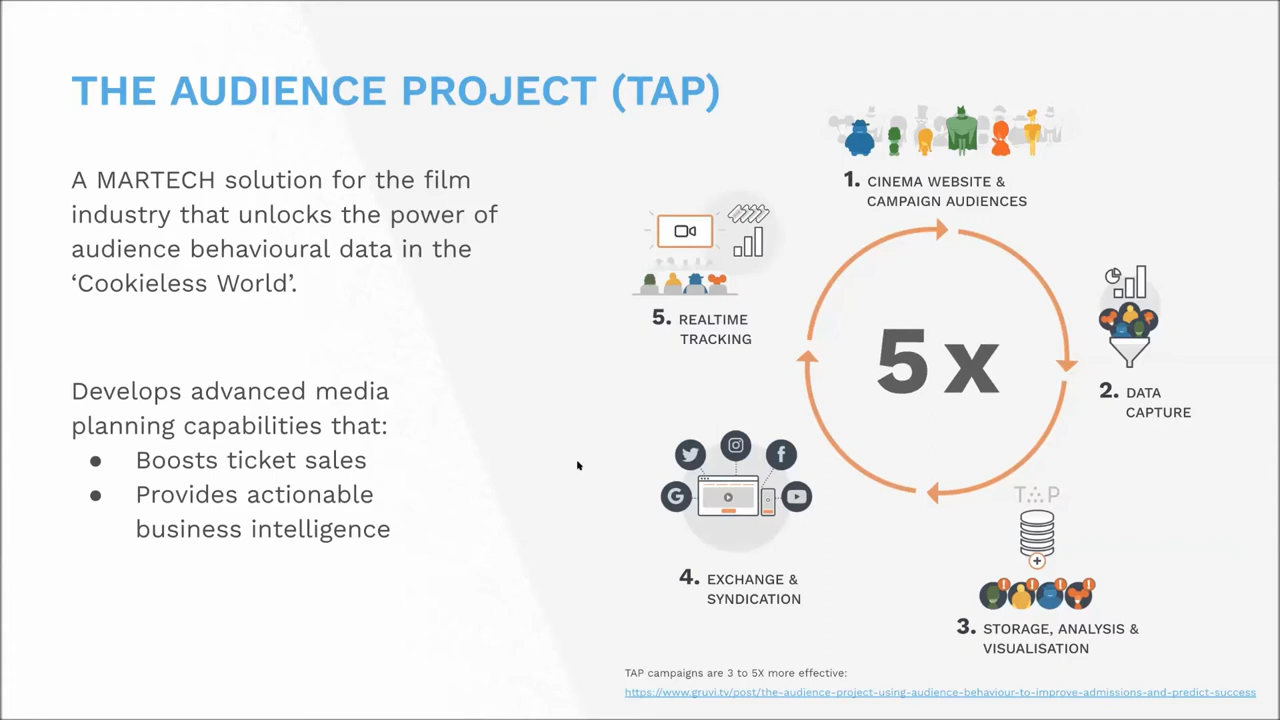 THE AUDIENCE PROJECT (TAP)
A MARTECH solution for the film
industry that unlocks the power of
audience behavioural data in the
‘Cookieless World’.
Develops advanced media
planning capabilities that:
● Boosts ticket sales
● Provides actionable
business intelligence
1. CINEMA WEBSITE &
CAMPAIGN AUDIENCES
2. DATA
CAPTURE
TAP
3. STORAGE, ANALYSIS &
VISUALISATION
4. EXCHANGE &
SYNDICATION
5. REALTIME
TRACKING
5x
TAP campaigns are 3 to 5X more effective:
https://www.gruvi.tv/post/the-audience-project-using-audience-behaviour-to-improve-admissions-and-predict-success